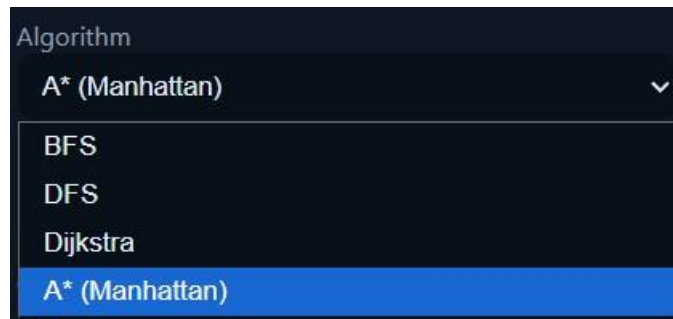 Algorithm
A* (Manhattan)
BFS
DFS
Dijkstra
A* (Manhattan)